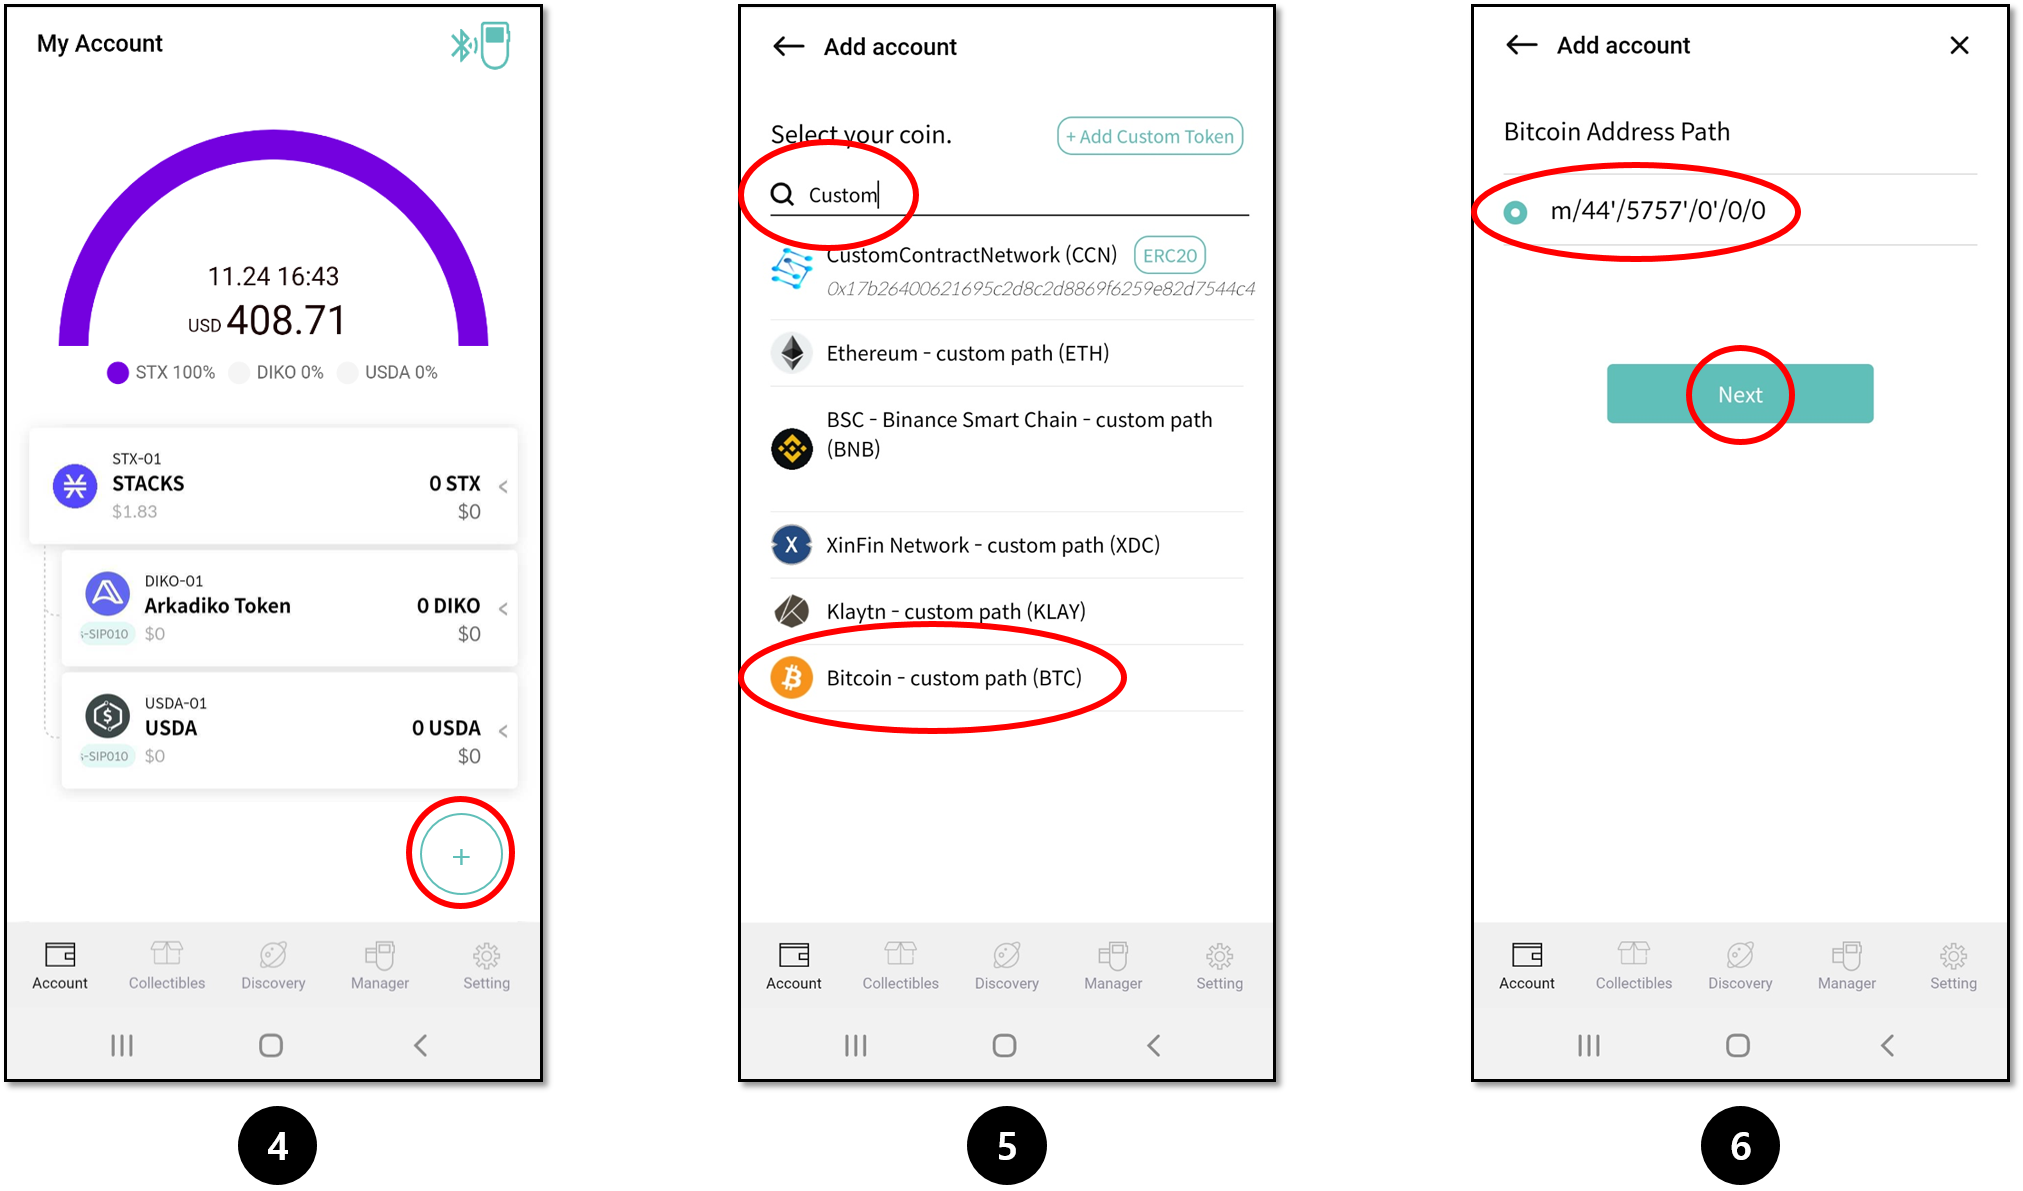 My Account
11.24 16:43
USD 408.71
STX 100% DIKO 0% USDA 0%
STX-01
STACKS
0 STX
$1.83
$0
DIKO-01
Arkadiko Token
0 DIKO
-SIP010
$0
$0
USDA-01
USDA
0 USDA
-SIP010
$0
$0
+
Account Collectibles Discovery Manager Setting
4
Add account
Select your coin.
+ Add Custom Token
Custom
CustomContractNetwork (CCN) ERC20
0x17b26400621695c2d8c2d8869f6259e82d7544c4
Ethereum - custom path (ETH)
BSC - Binance Smart Chain - custom path
(BNB)
XinFin Network - custom path (XDC)
Klaytn - custom path (KLAY)
Bitcoin - custom path (BTC)
Account Collectibles Discovery Manager Setting
5
Add account
Bitcoin Address Path
m/44'/5757'/0'/0/0
Next
Account Collectibles Discovery Manager Setting
6